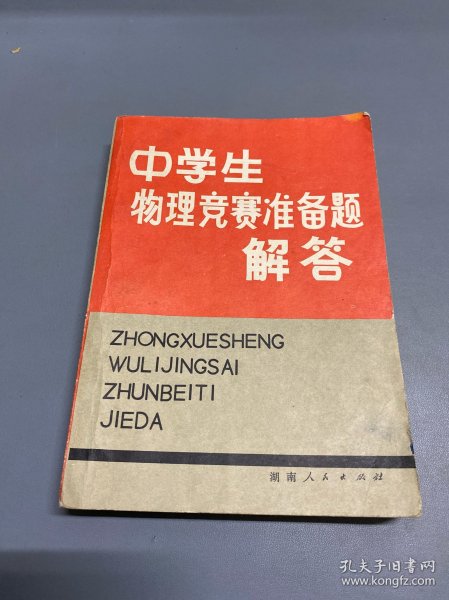 中学生
物理竞赛准备题
解答
ZHONGXUESHENG
WULIJINGSAI
ZHUNBEITI
JIEDA
湖南人民出版社
孔夫子旧书网
www.kongfz.com